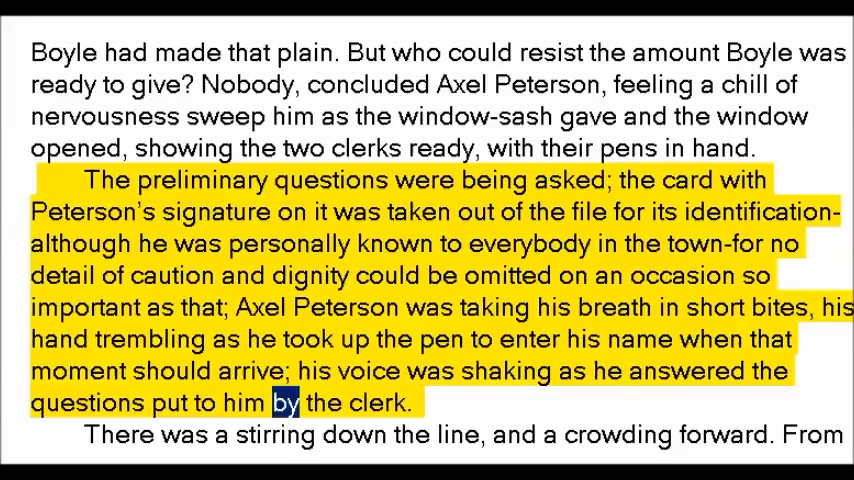 Boyle had made that plain. But who could resist the amount Boyle was
ready to give? Nobody, concluded Axel Peterson, feeling a chill of
nervousness sweep him as the window-sash gave and the window
opened, showing the two clerks ready, with their pens in hand.
The preliminary questions were being asked; the card with
Peterson's signature on it was taken out of the file for its identification-
although he was personally known to everybody in the town-for no
detail of caution and dignity could be omitted on an occasion so
important as that; Axel Peterson was taking his breath in short bites, his
hand trembling as he took up the pen to enter his name when that
moment should arrive; his voice was shaking as he answered the
questions put to him by the clerk.
There was a stirring down the line, and a crowding forward. From